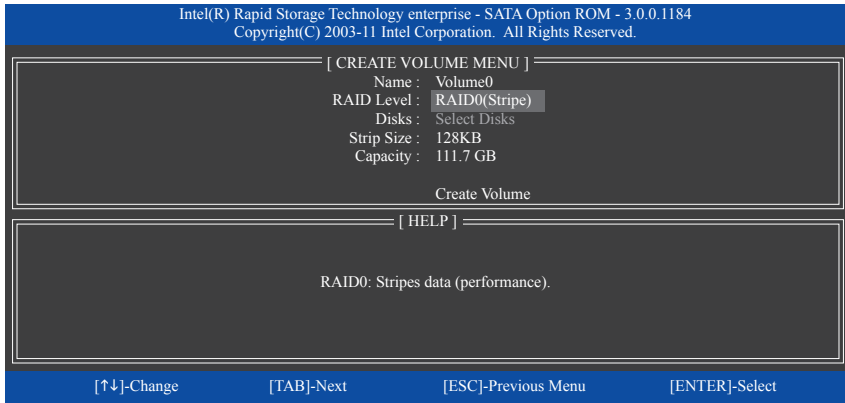 Intel(R) Rapid Storage Technology enterprise - SATA Option ROM - 3.0.0.1184
Copyright(C) 2003-11 Intel Corporation. All Rights Reserved.
[ CREATE VOLUME MENU ]
Name : Volume0
RAID Level : RAID0(Stripe)
Disks : Select Disks
Strip Size : 128KB
Capacity : 111.7 GB
Create Volume
[ HELP ]
RAID0: Stripes data (performance).
[↑↓]-Change [TAB]-Next [ESC]-Previous Menu [ENTER]-Select